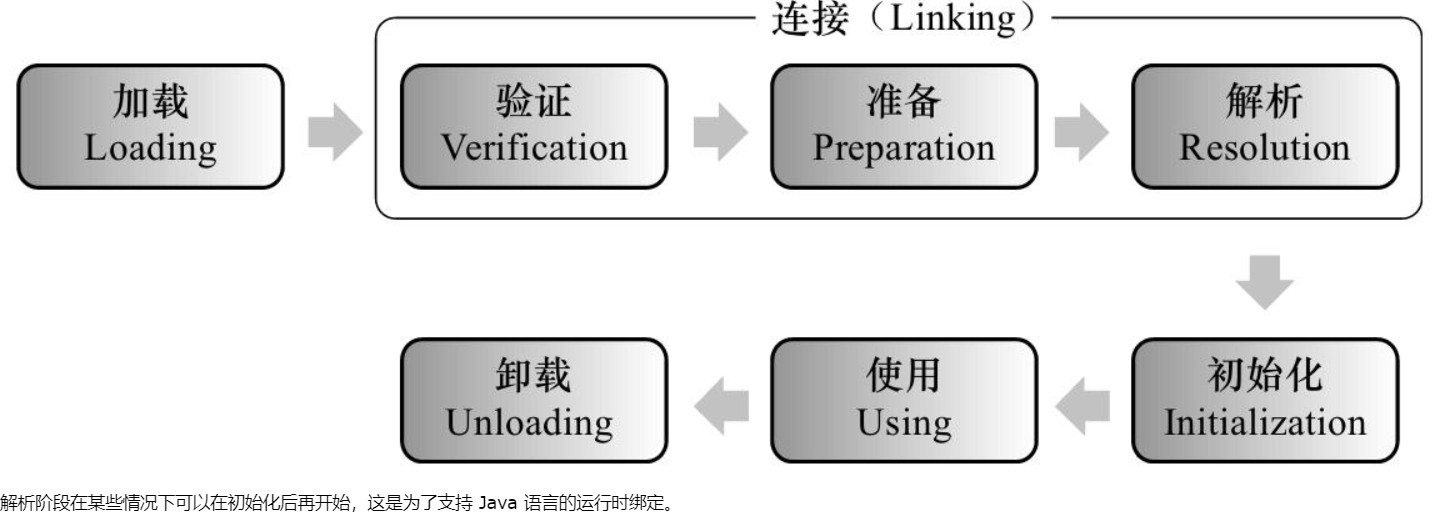 连接（Linking）
加载
Loading
验证
Verification
准备
Preparation
解析
Resolution
初始化
Initialization
使用
Using
卸载
Unloading
解析阶段在某些情况下可以在初始化后再开始，这是为了支持 Java 语言的运行时绑定。